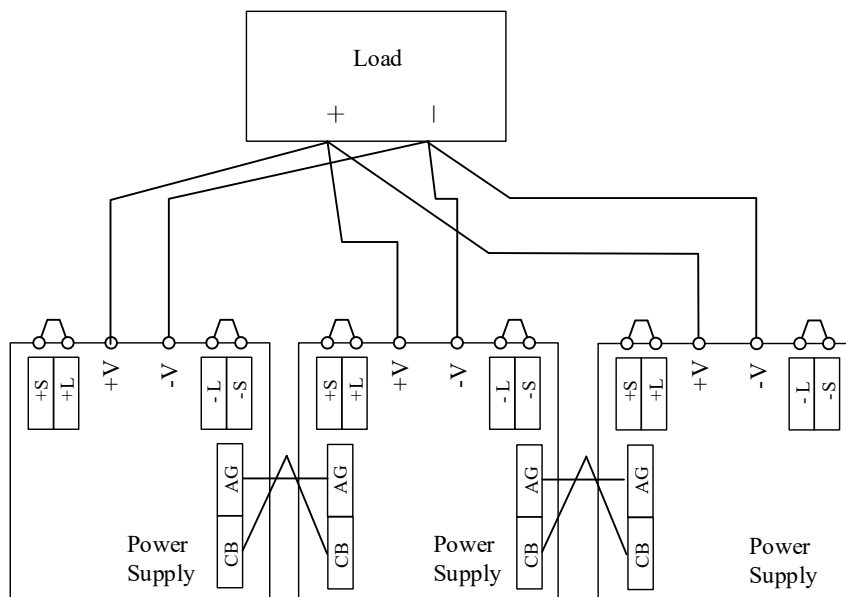 Load
+ −
+S +L +V -V -L -S
+S +L +V -V -L -S
+S +L +V -V -L -S
AG AG AG AG
CB CB CB CB
Power
Supply
Power
Supply
Power
Supply